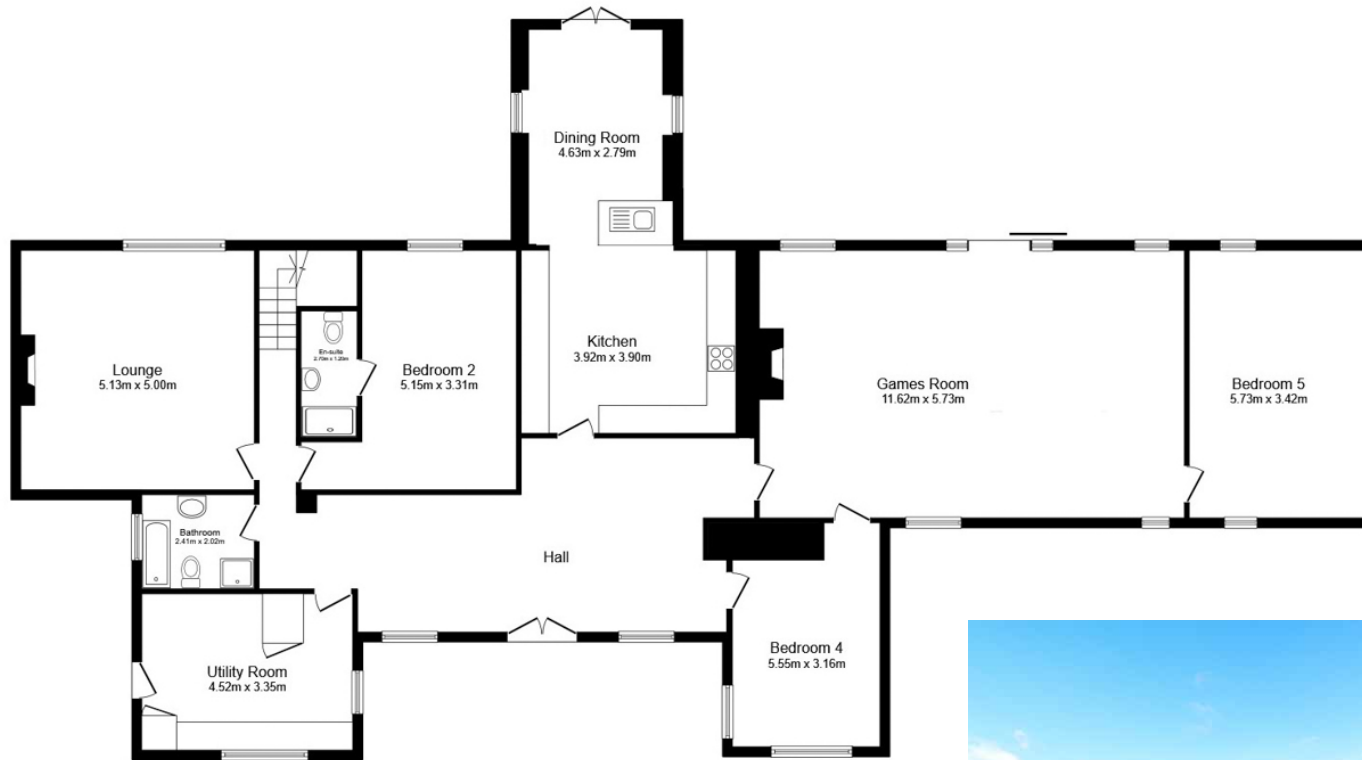 Dining Room
4.63m x 2.79m
Lounge
5.13m x 5.00m
En-suite
2.70m x 1.20m
Bedroom 2
5.15m x 3.31m
Kitchen
3.92m x 3.90m
Games Room
11.62m x 5.73m
Bedroom 5
5.73m x 3.42m
Bathroom
2.41m x 2.02m
Hall
Utility Room
4.52m x 3.35m
Bedroom 4
5.55m x 3.16m